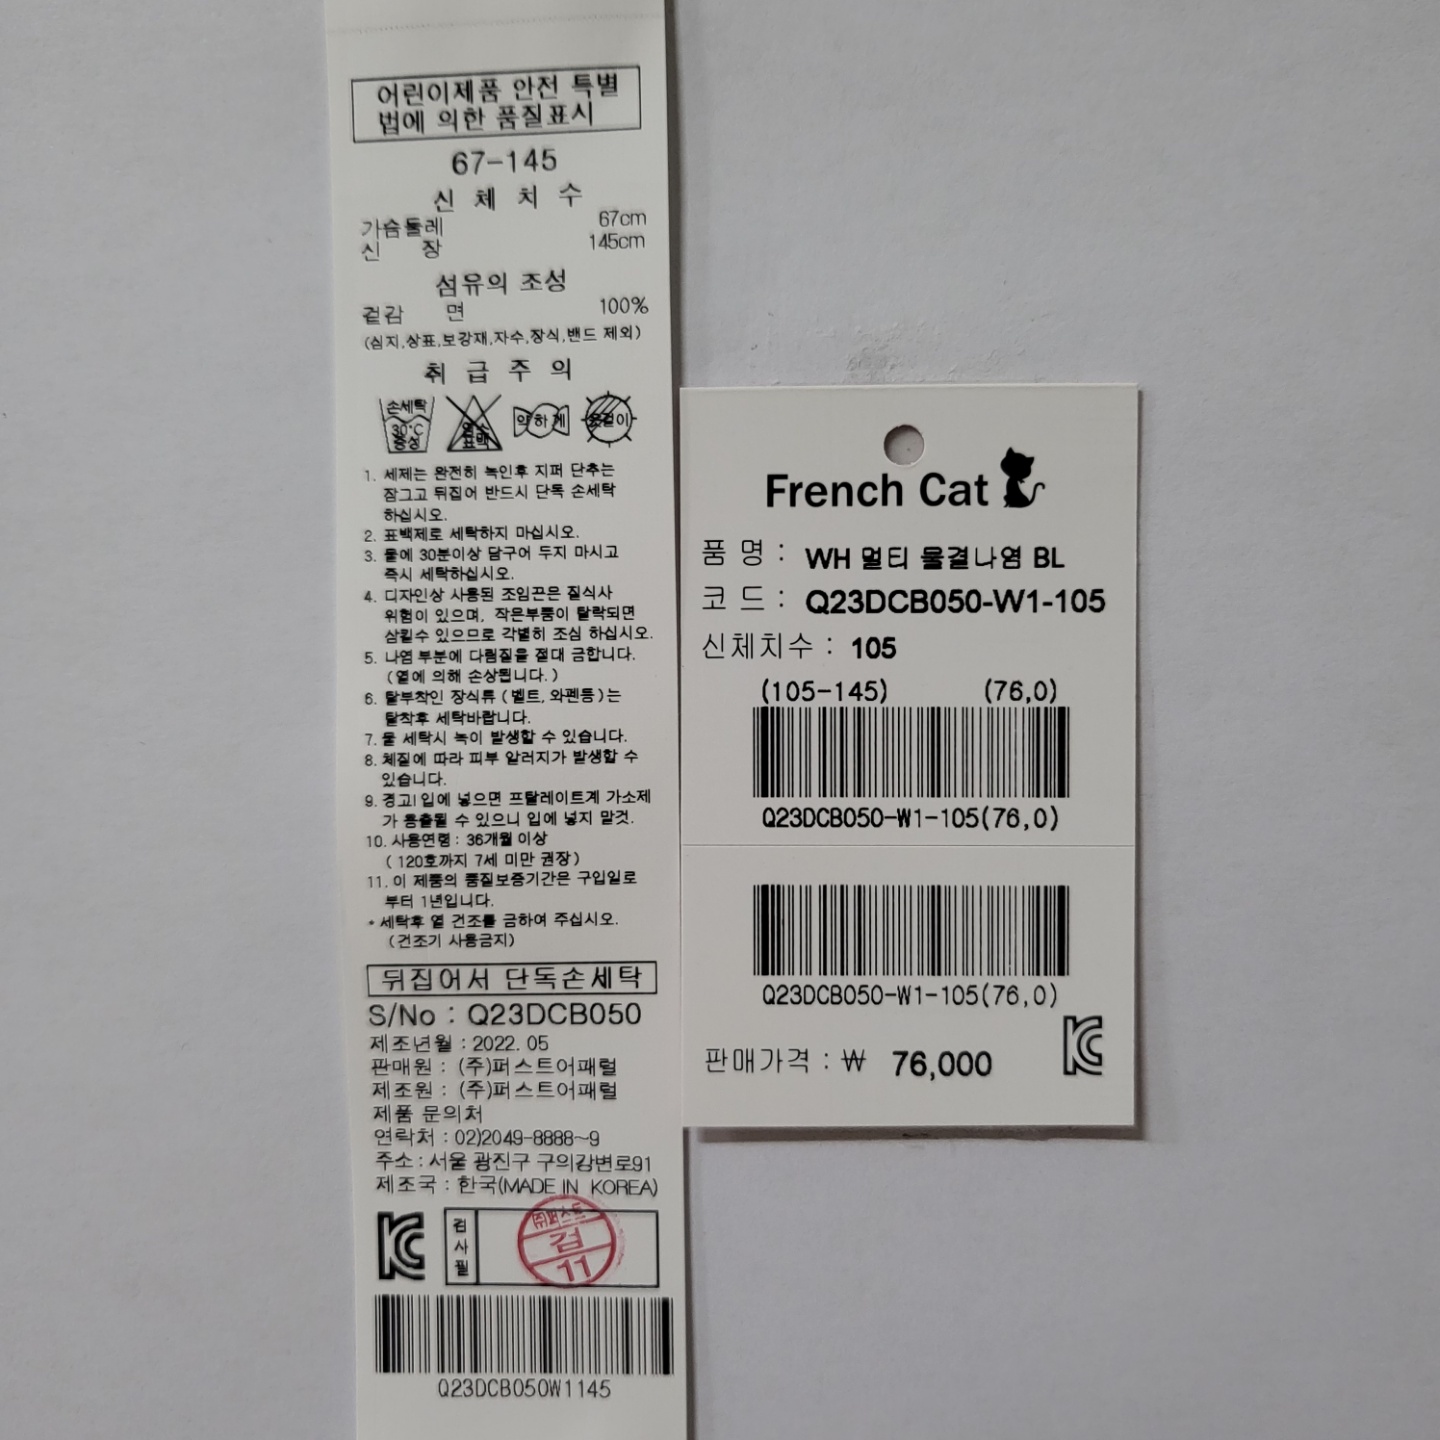 어린이제품 안전 특별
법에 의한 품질표시
67-145
신 체 치 수
가슴둘레 67cm
신 장 145cm
섬유의 조성
겉감 면 100%
(심지,상표,보강재,자수,장식,밴드 제외)
취 급 주 의
손세탁
30°C
중성
염소
표백
약하게
옷걸이
1. 세제는 완전히 녹인후 지퍼 단추는
잠그고 뒤집어 반드시 단독 손세탁
하십시오.
2. 표백제로 세탁하지 마십시오.
3. 물에 30분이상 담구어 두지 마시고
즉시 세탁하십시오.
4. 디자인상 사용된 조임끈은 질식사
위험이 있으며, 작은부품이 탈락되면
삼킬수 있으므로 각별히 조심 하십시오.
5. 나염 부분에 다림질을 절대 금합니다.
(열에 의해 손상됩니다.)
6. 탈부착인 장식류 (벨트, 와펜등)는
탈착후 세탁바랍니다.
7. 물 세탁시 녹이 발생할 수 있습니다.
8. 체질에 따라 피부 알러지가 발생할 수
있습니다.
9. 경고! 입에 넣으면 프탈레이트계 가소제
가 용출될 수 있으니 입에 넣지 말것.
10. 사용연령 : 36개월 이상
( 120호까지 7세 미만 권장)
11. 이 제품의 품질보증기간은 구입일로
부터 1년입니다.
* 세탁후 열 건조를 금하여 주십시오.
(건조기 사용금지)
뒤집어서 단독손세탁
S/No : Q23DCB050
제조년월 : 2022. 05
판매원 : (주)퍼스트어패럴
제조원 : (주)퍼스트어패럴
제품 문의처
연락처 : 02)2049-8888~9
주소 : 서울 광진구 구의강변로91
제조국 : 한국(MADE IN KOREA)
KC
검사필
(주)퍼스트
검
11
Q23DCB050W1145
French Cat
품 명 : WH 멀티 물결나염 BL
코 드 : Q23DCB050-W1-105
신체치수 : 105
(105-145) (76,0)
Q23DCB050-W1-105(76,0)
Q23DCB050-W1-105(76,0)
판매가격 : ₩ 76,000
KC